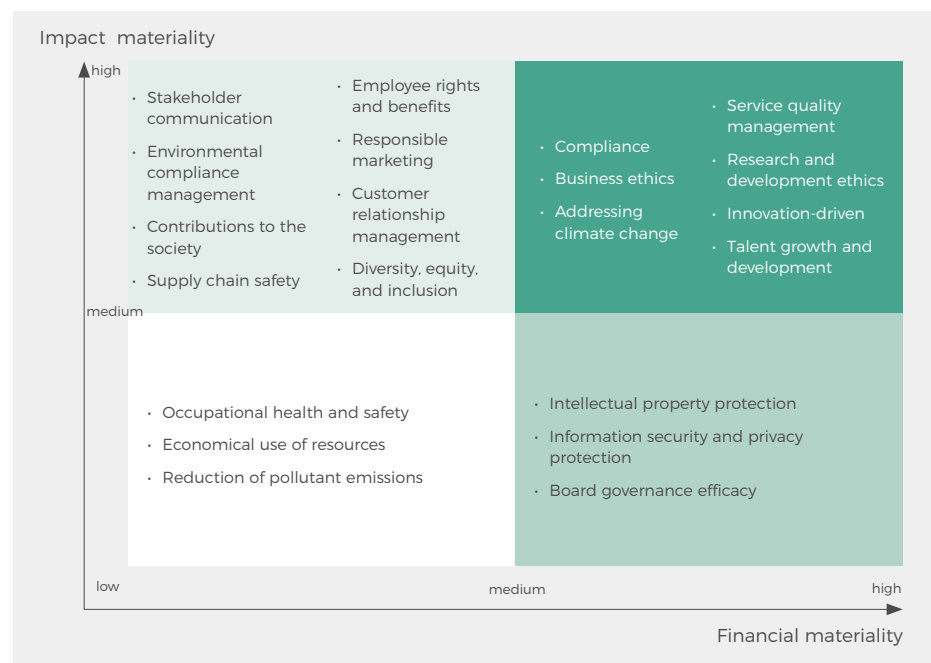 Impact materiality
high
· Stakeholder
communication
· Environmental
compliance
management
· Contributions to the
society
· Supply chain safety
· Employee rights
and benefits
· Responsible
marketing
· Customer
relationship
management
· Diversity, equity,
and inclusion
· Compliance
· Business ethics
· Addressing
climate change
· Service quality
management
· Research and
development ethics
· Innovation-driven
· Talent growth and
development
medium
· Occupational health and safety
· Economical use of resources
· Reduction of pollutant emissions
· Intellectual property protection
· Information security and privacy
protection
· Board governance efficacy
low
medium
high
Financial materiality